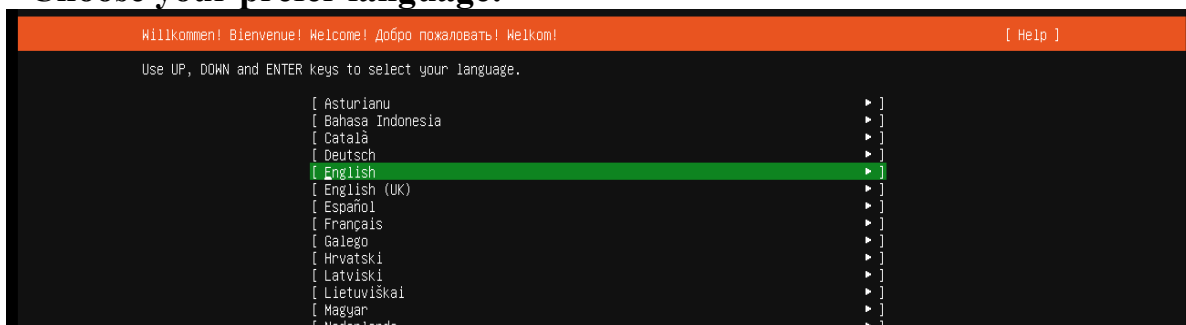 Choose your prefer language.
Willkommen! Bienvenue! Welcome! Добро пожаловать! Welkom! [ Help ]
Use UP, DOWN and ENTER keys to select your language.
[ Asturianu ▸ ]
[ Bahasa Indonesia ▸ ]
[ Català ▸ ]
[ Deutsch ▸ ]
[ English ▸ ]
[ English (UK) ▸ ]
[ Español ▸ ]
[ Français ▸ ]
[ Galego ▸ ]
[ Hrvatski ▸ ]
[ Latviski ▸ ]
[ Lietuviškai ▸ ]
[ Magyar ▸ ]